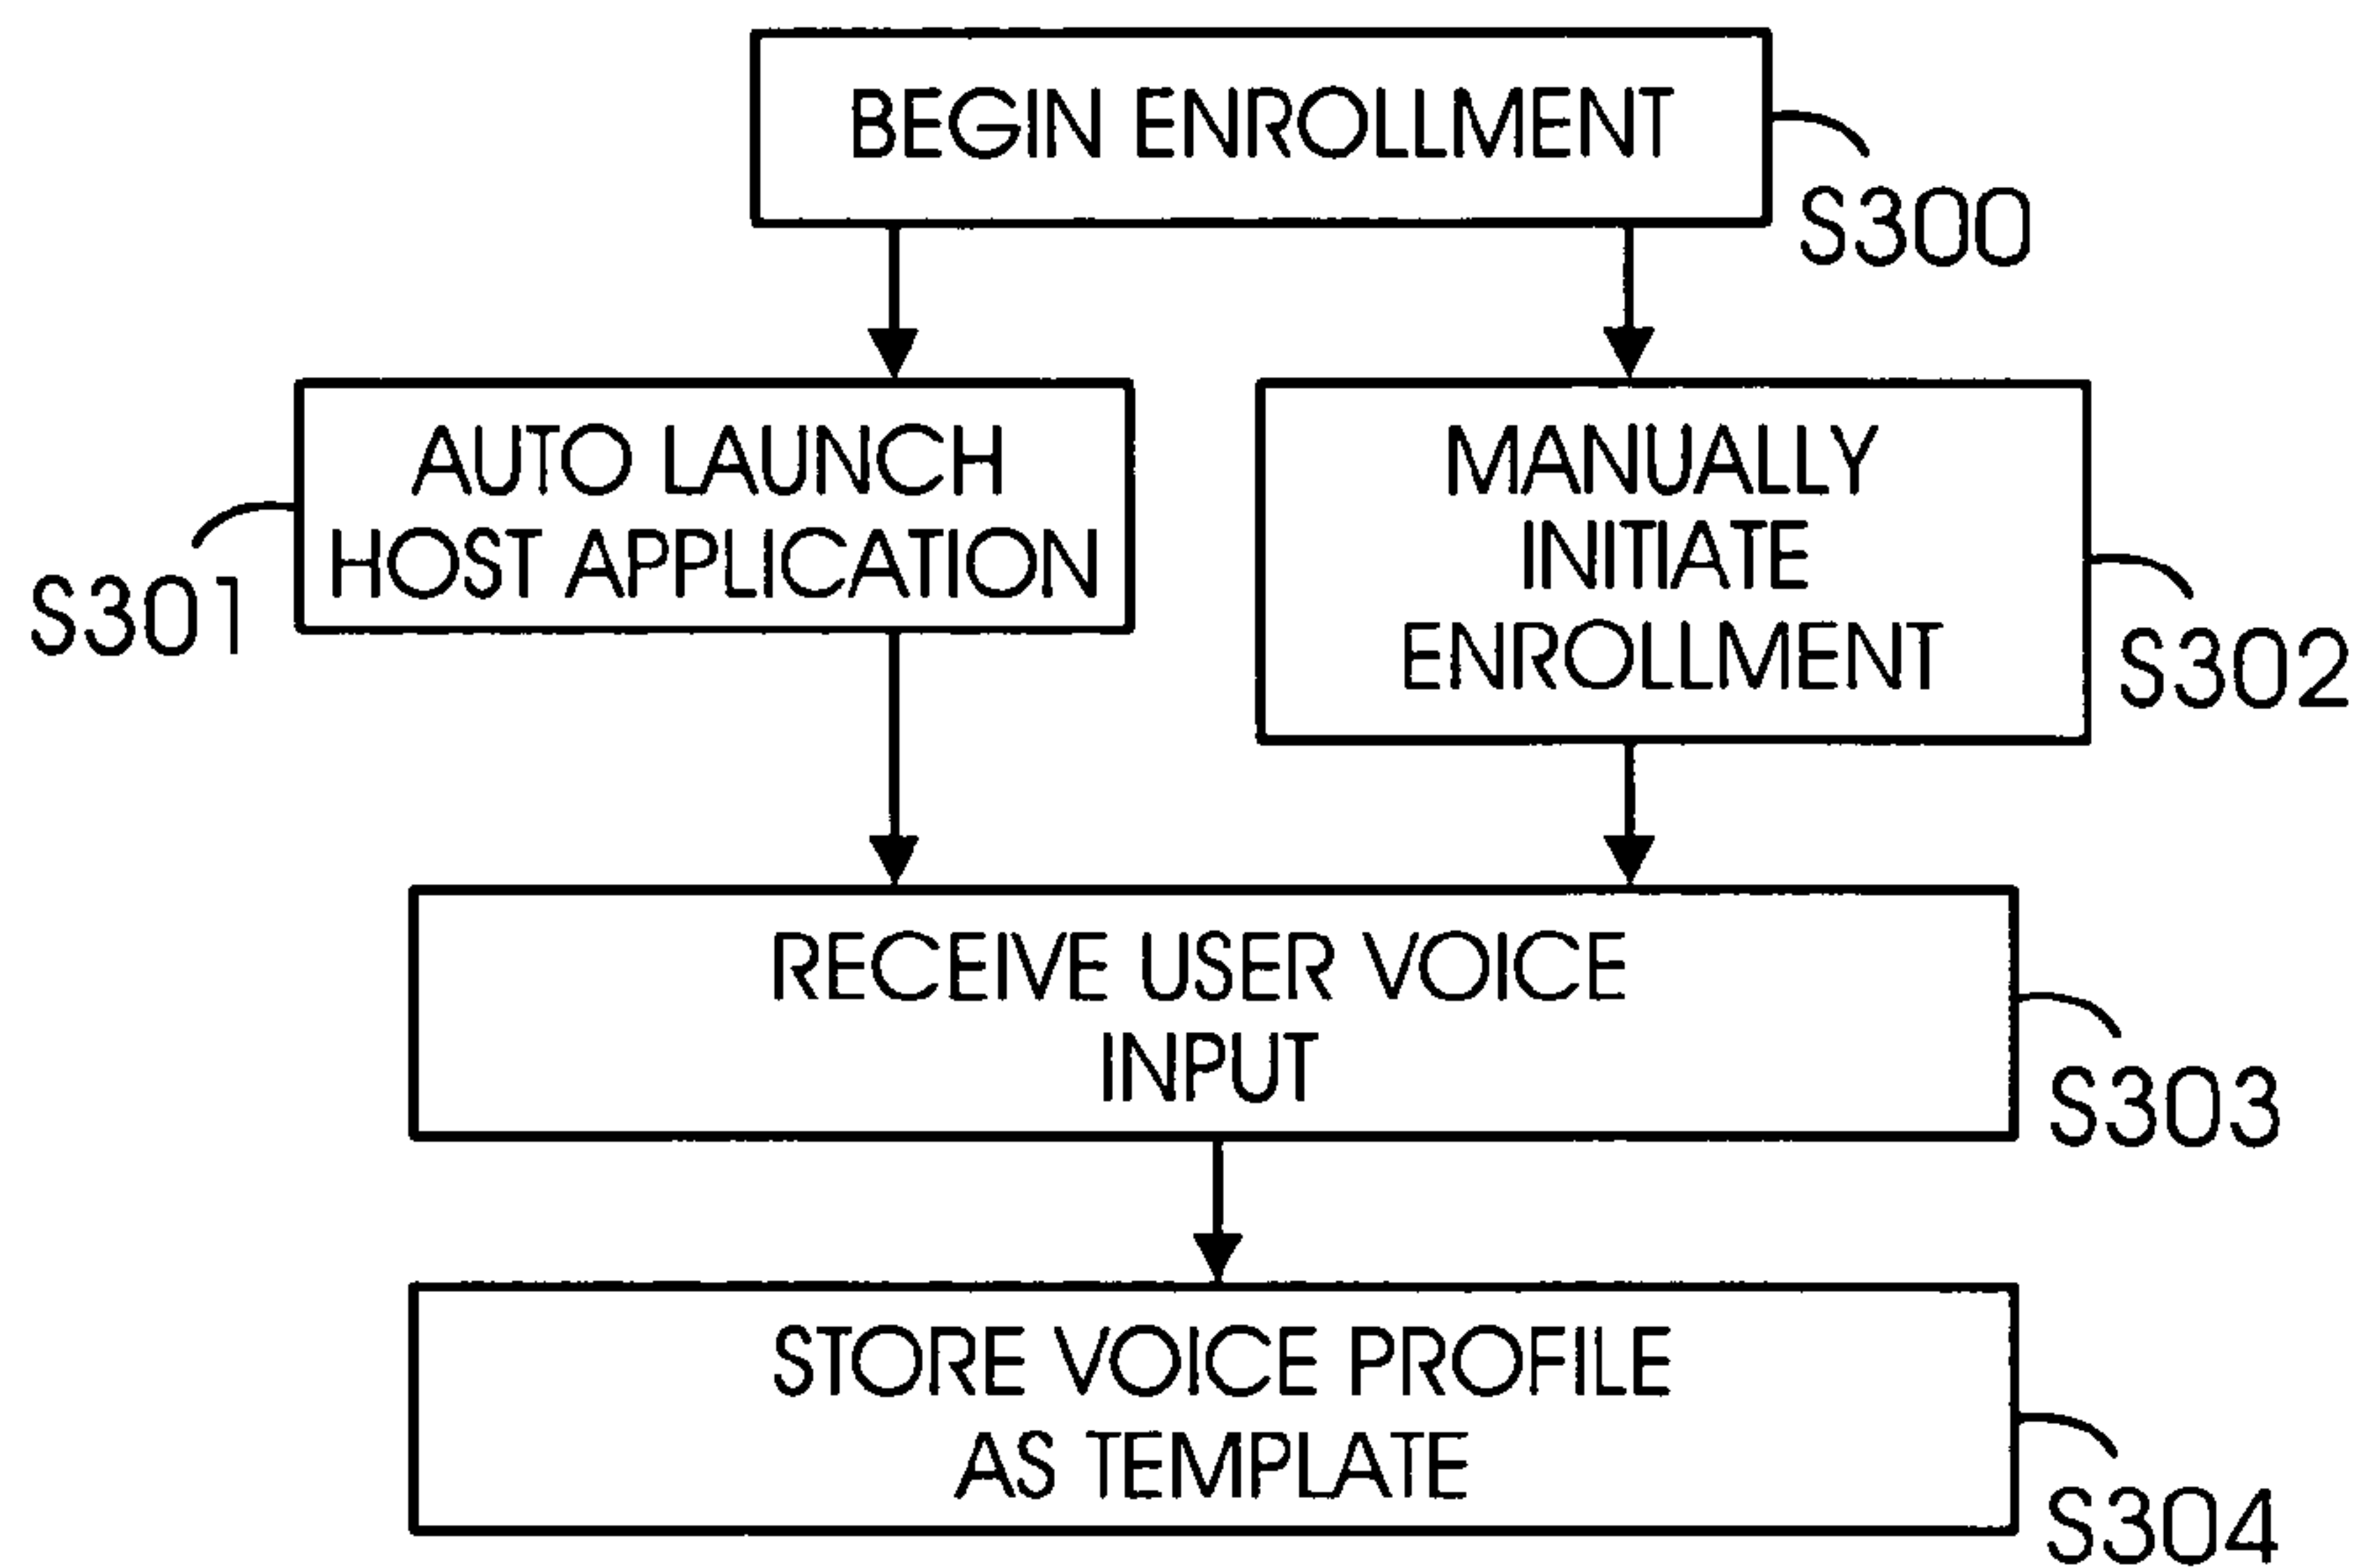 BEGIN ENROLLMENT
S300
AUTO LAUNCH
HOST APPLICATION
S301
MANUALLY
INITIATE
ENROLLMENT
S302
RECEIVE USER VOICE
INPUT
S303
STORE VOICE PROFILE
AS TEMPLATE
S304